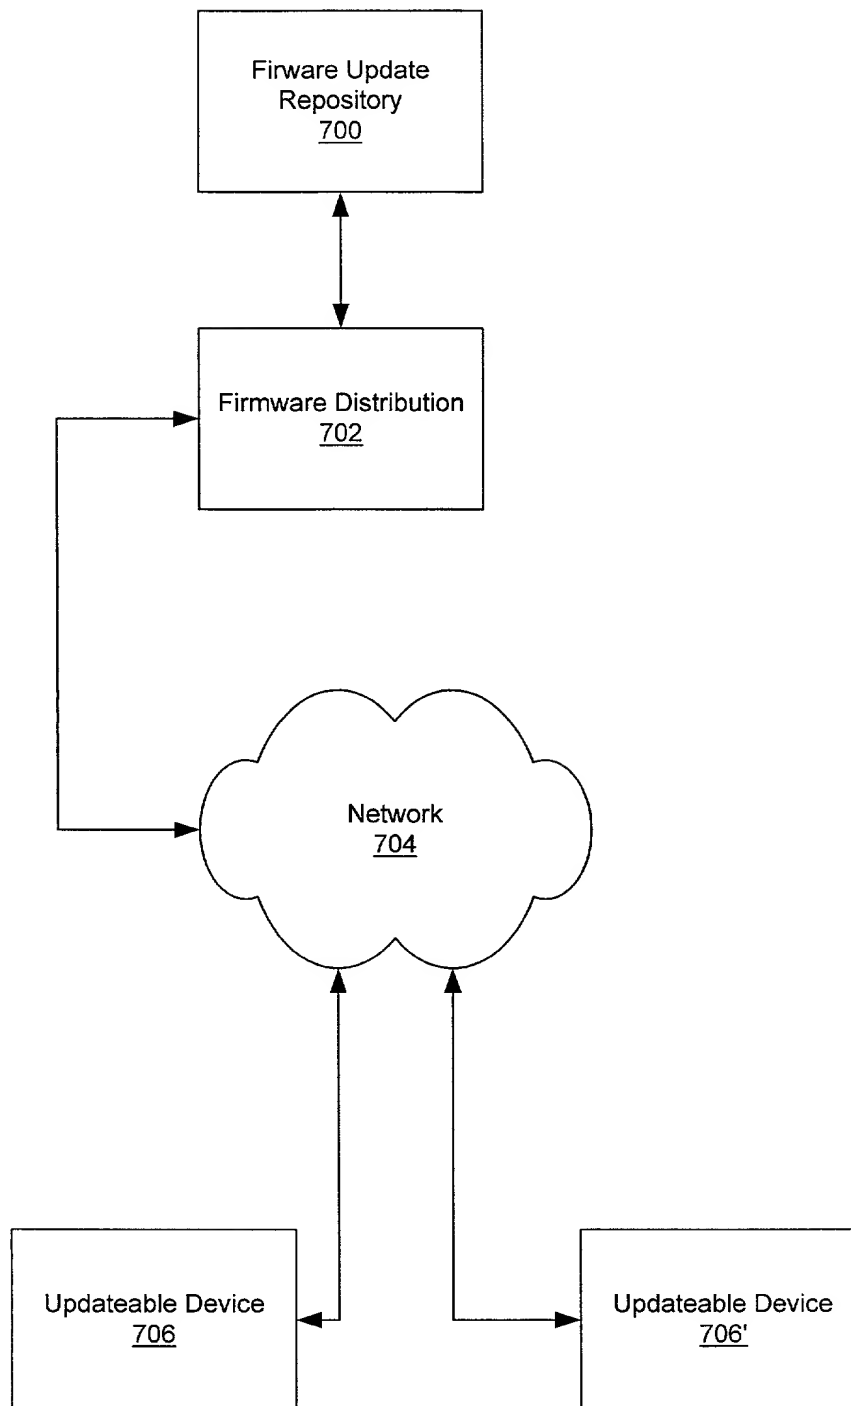 Firware Update
Repository
700
Firmware Distribution
702
Network
704
Updateable Device
706
Updateable Device
706'